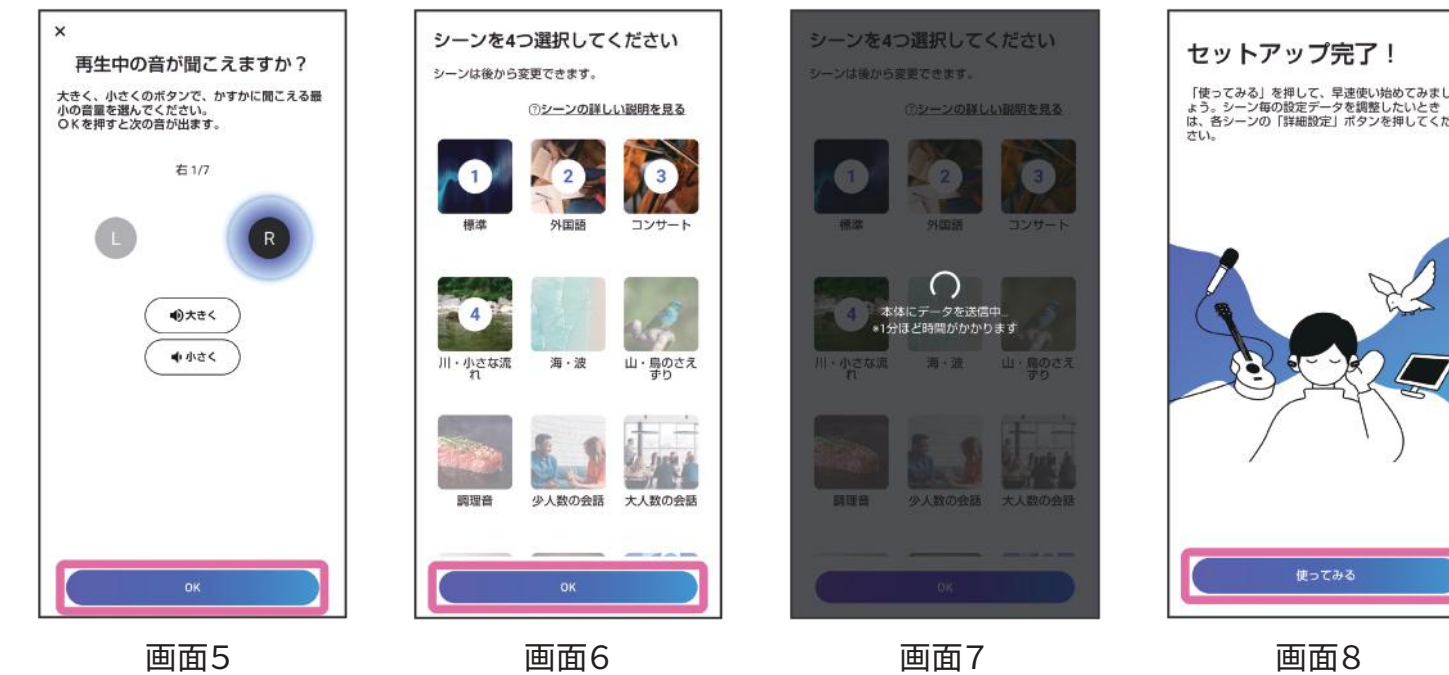 ×
再生中の音が聞こえますか？
大きく、小さくのボタンで、かすかに聞こえる最
小の音量を選んでください。
ＯＫを押すと次の音が出ます。
右 1/7
L
R
大きく
小さく
OK
画面5
シーンを4つ選択してください
シーンは後から変更できます。
?シーンの詳しい説明を見る
1
2
3
標準
外国語
コンサート
4
川・小さな流
れ
海・波
山・鳥のさえ
ずり
調理音
少人数の会話
大人数の会話
OK
画面6
シーンを4つ選択してください
シーンは後から変更できます。
?シーンの詳しい説明を見る
1
2
3
標準
外国語
コンサート
4
本体にデータを送信中...
*1分ほど時間がかかります
川・小さな流
れ
海・波
山・鳥のさえ
ずり
調理音
少人数の会話
大人数の会話
OK
画面7
セットアップ完了！
「使ってみる」を押して、早速使い始めてみまし
ょう。シーン毎の設定データを調整したいとき
は、各シーンの「詳細設定」ボタンを押してくだ
さい。
使ってみる
画面8